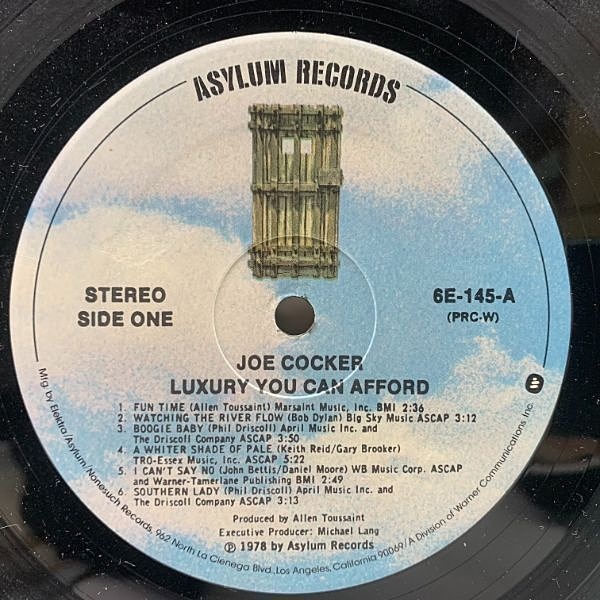 ASYLUM RECORDS
STEREO
SIDE ONE
6E-145-A
(PRC-W)
JOE COCKER
LUXURY YOU CAN AFFORD
1. FUN TIME (Allen Toussaint) Marsaint Music, Inc. BMI 2:36
2. WATCHING THE RIVER FLOW (Bob Dylan) Big Sky Music ASCAP 3:12
3. BOOGIE BABY (Phil Driscoll) April Music Inc. and
The Driscoll Company ASCAP 3:50
4. A WHITER SHADE OF PALE (Keith Reid/Gary Brooker)
TRO-Essex Music, Inc. ASCAP 5:22
5. I CAN'T SAY NO (John Bettis/Daniel Moore) WB Music Corp. ASCAP
and Warner-Tamerlane Publishing BMI 2:49
6. SOUTHERN LADY (Phil Driscoll) April Music Inc. and
The Driscoll Company ASCAP 3:13
Produced by Allen Toussaint
Executive Producer: Michael Lang
℗ 1978 by Asylum Records
Mfg by Elektra/Asylum/Nonesuch Records, 962 North La Cienega Blvd., Los Angeles, California 90069/A Division of Warner Communications Inc.